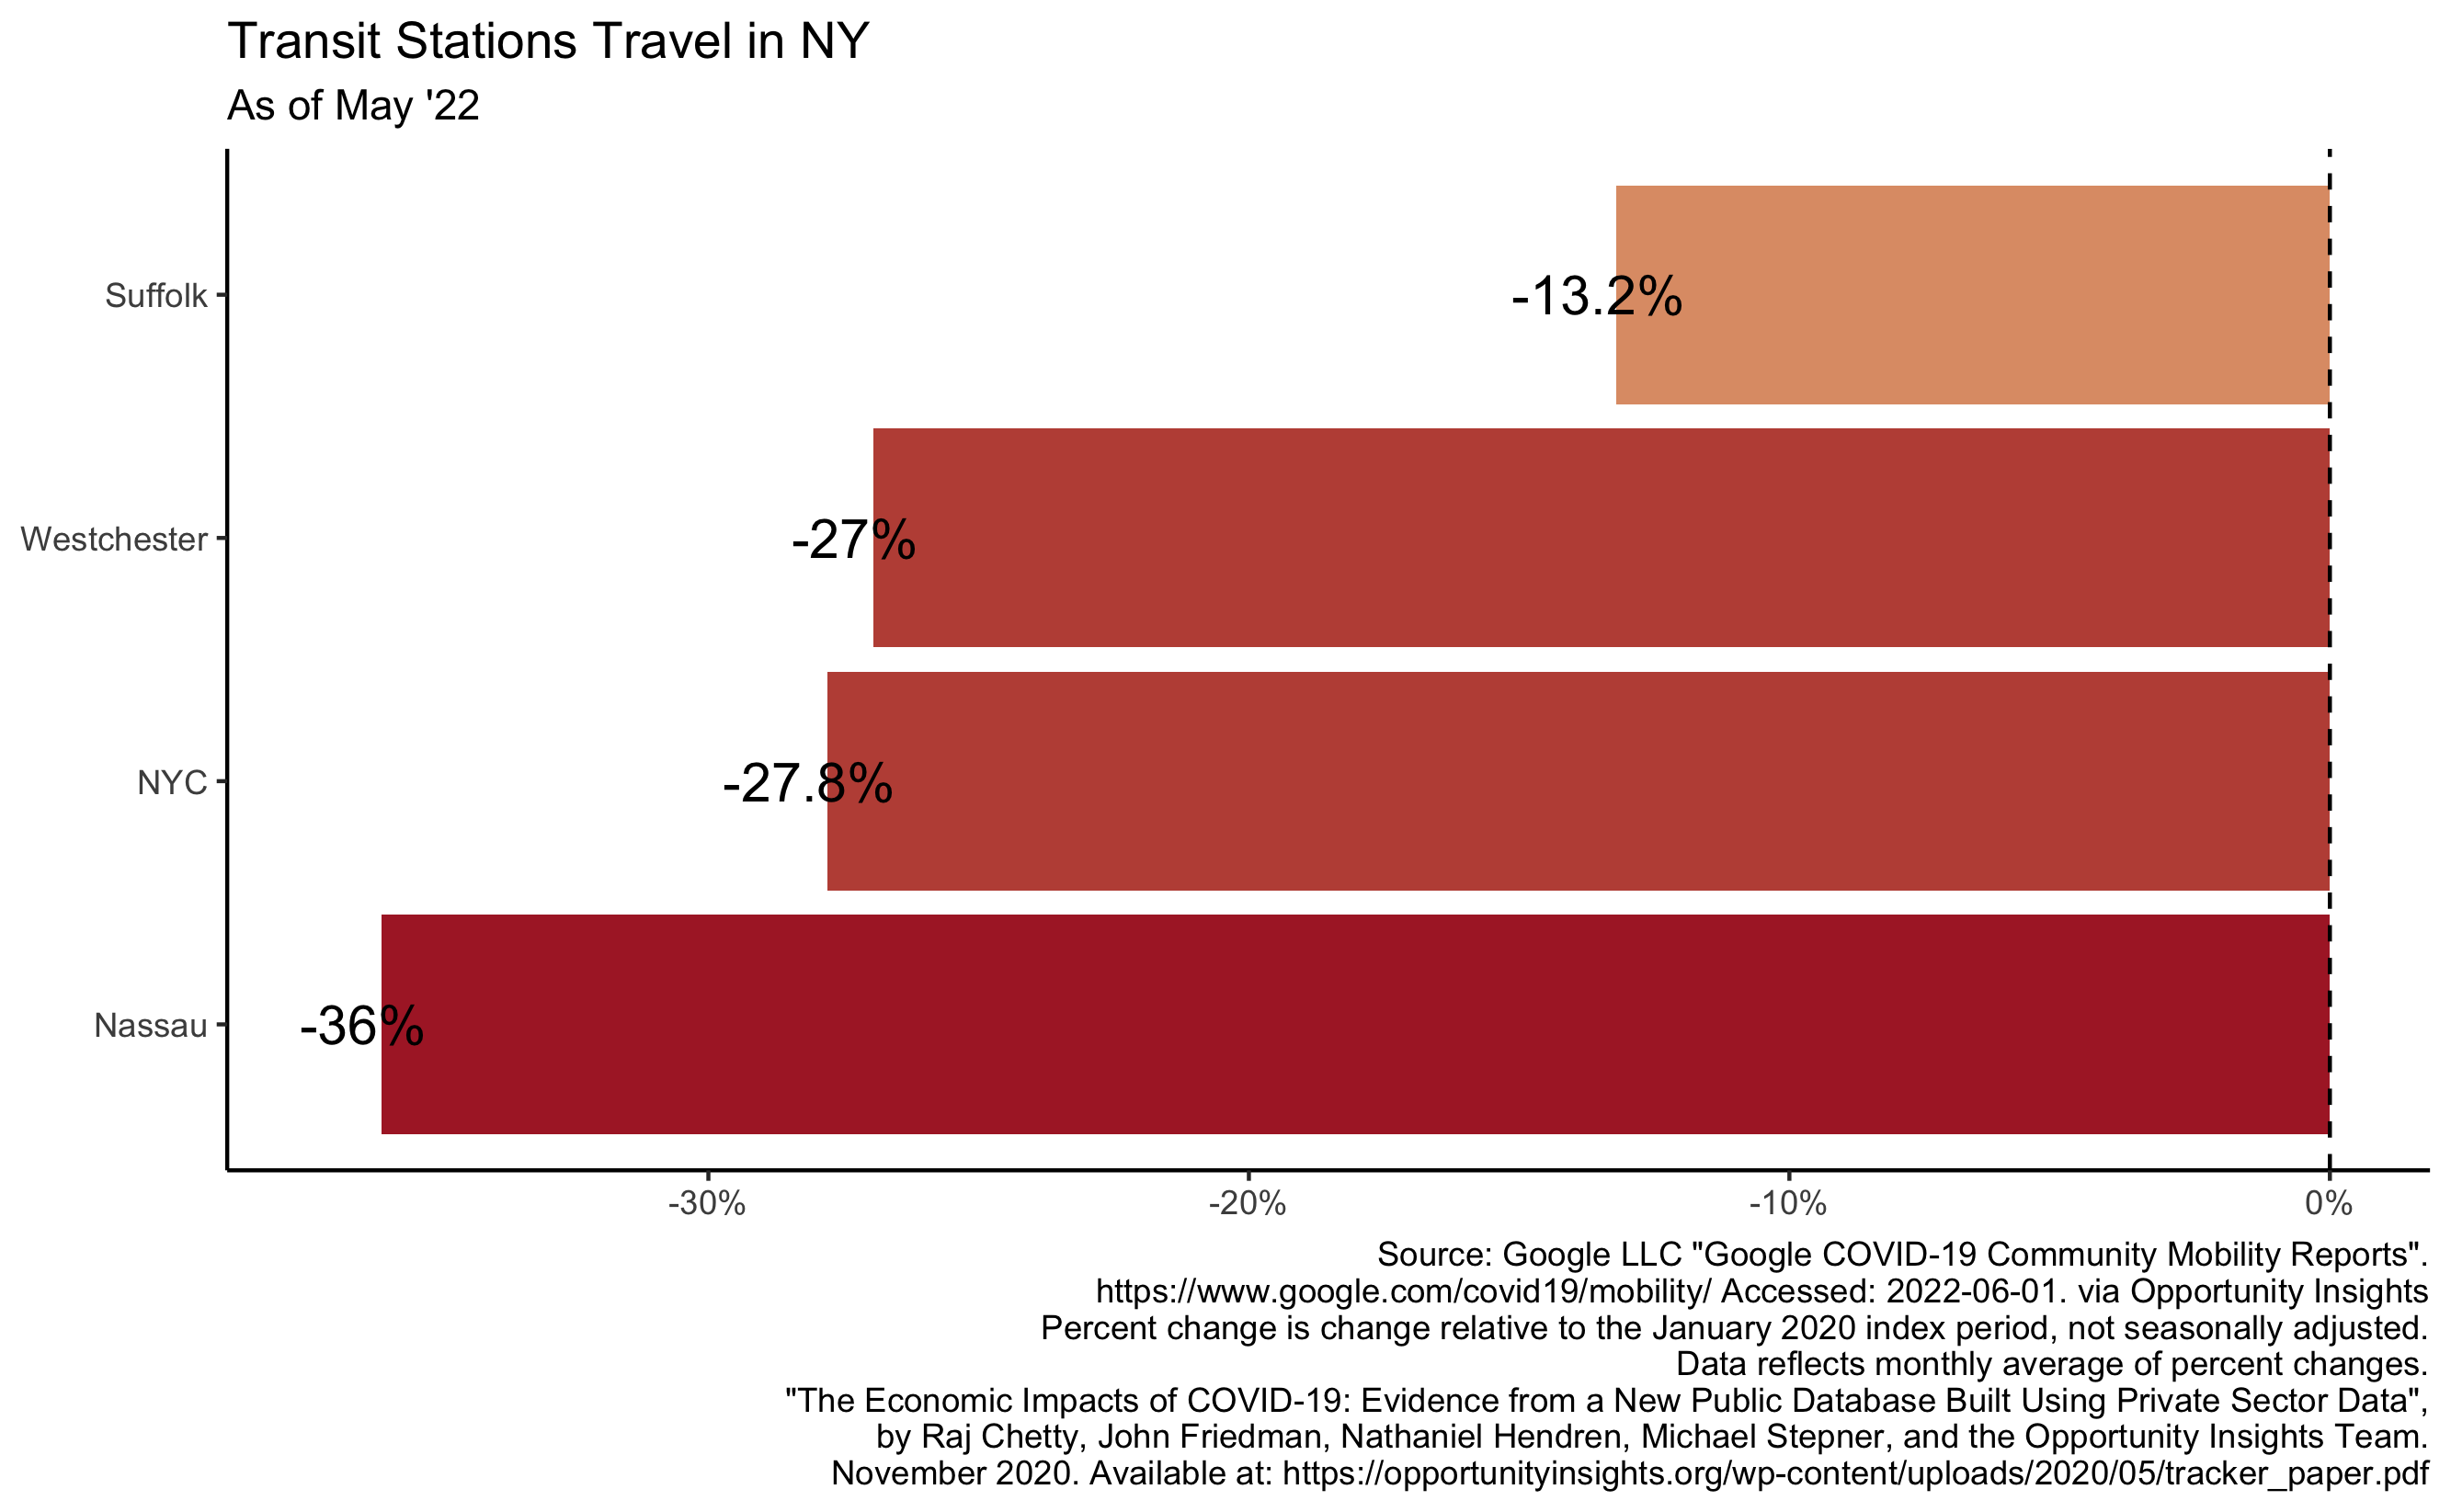 Transit Stations Travel in NY
As of May '22
Suffolk
-13.2%
Westchester
-27%
NYC
-27.8%
Nassau
-36%
-30% -20% -10% 0%
Source: Google LLC "Google COVID-19 Community Mobility Reports".
https://www.google.com/covid19/mobility/ Accessed: 2022-06-01. via Opportunity Insights
Percent change is change relative to the January 2020 index period, not seasonally adjusted.
Data reflects monthly average of percent changes.
"The Economic Impacts of COVID-19: Evidence from a New Public Database Built Using Private Sector Data",
by Raj Chetty, John Friedman, Nathaniel Hendren, Michael Stepner, and the Opportunity Insights Team.
November 2020. Available at: https://opportunityinsights.org/wp-content/uploads/2020/05/tracker_paper.pdf